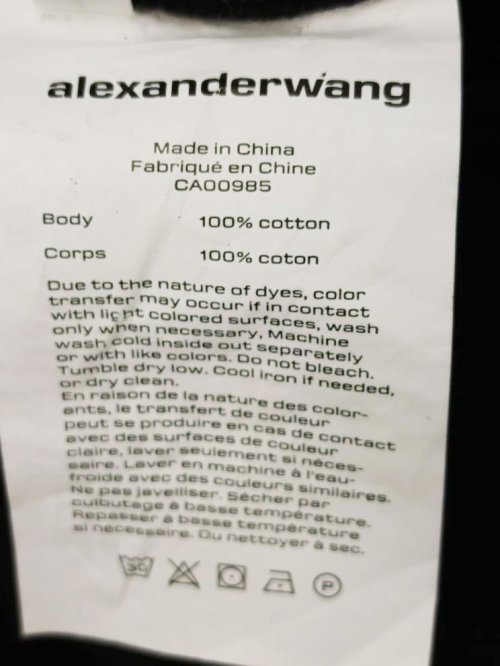 alexanderwang
Made in China
Fabriqué en Chine
CA00985
Body 100% cotton
Corps 100% coton
Due to the nature of dyes, color
transfer may occur if in contact
with light colored surfaces, wash
only when necessary, Machine
wash cold inside out separately
or with like colors. Do not bleach.
Tumble dry low. Cool iron if needed,
or dry clean.
En raison de la nature des color-
ants, le transfert de couleur
peut se produire en cas de contact
avec des surfaces de couleur
claire, laver seulement si néces-
saire. Laver en machine à l'eau-
froide avec des couleurs similaires.
Ne pas javelliser. Sécher par
culbutage à basse température.
Repasser à basse température
si nécessaire. Ou nettoyer à sec.
30 P